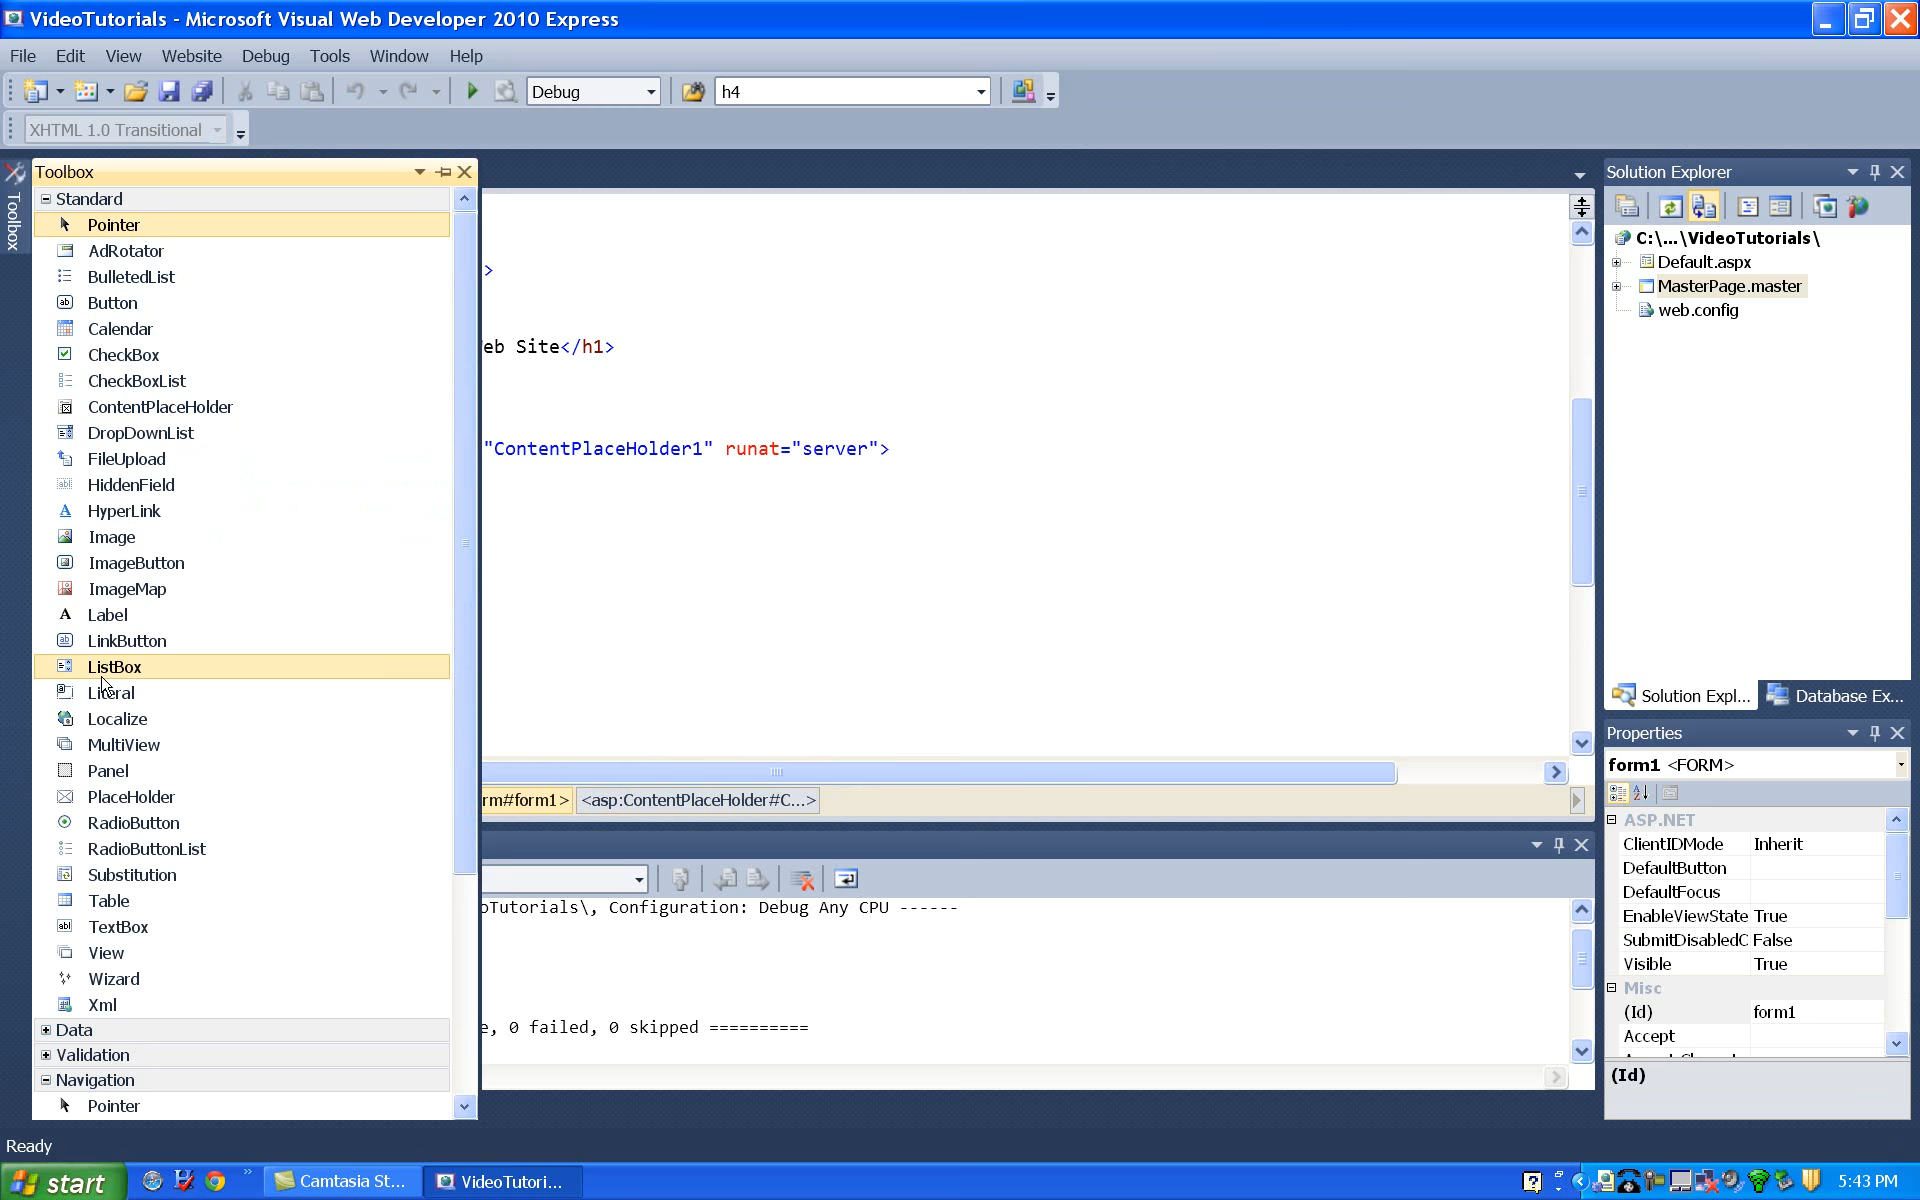 VideoTutorials - Microsoft Visual Web Developer 2010 Express
File Edit View Website Debug Tools Window Help
Debug h4
XHTML 1.0 Transitional
Toolbox
Toolbox
Standard
Pointer
AdRotator
BulletedList
Button
Calendar
CheckBox
CheckBoxList
ContentPlaceHolder
DropDownList
FileUpload
HiddenField
HyperLink
Image
ImageButton
ImageMap
Label
LinkButton
ListBox
Literal
Localize
MultiView
Panel
PlaceHolder
RadioButton
RadioButtonList
Substitution
Table
TextBox
View
Wizard
Xml
Data
Validation
Navigation
Pointer
>
eb Site</h1>
"ContentPlaceHolder1" runat="server">
rm#form1> <asp:ContentPlaceHolder#C...>
oTutorials\, Configuration: Debug Any CPU ------
e, 0 failed, 0 skipped ==========
Solution Explorer
C:\...\VideoTutorials\
Default.aspx
MasterPage.master
web.config
Solution Expl... Database Ex...
Properties
form1 <FORM>
ASP.NET
ClientIDMode Inherit
DefaultButton
DefaultFocus
EnableViewState True
SubmitDisabledC False
Visible True
Misc
(Id) form1
Accept
(Id)
Ready
start Camtasia St... VideoTutori... 5:43 PM